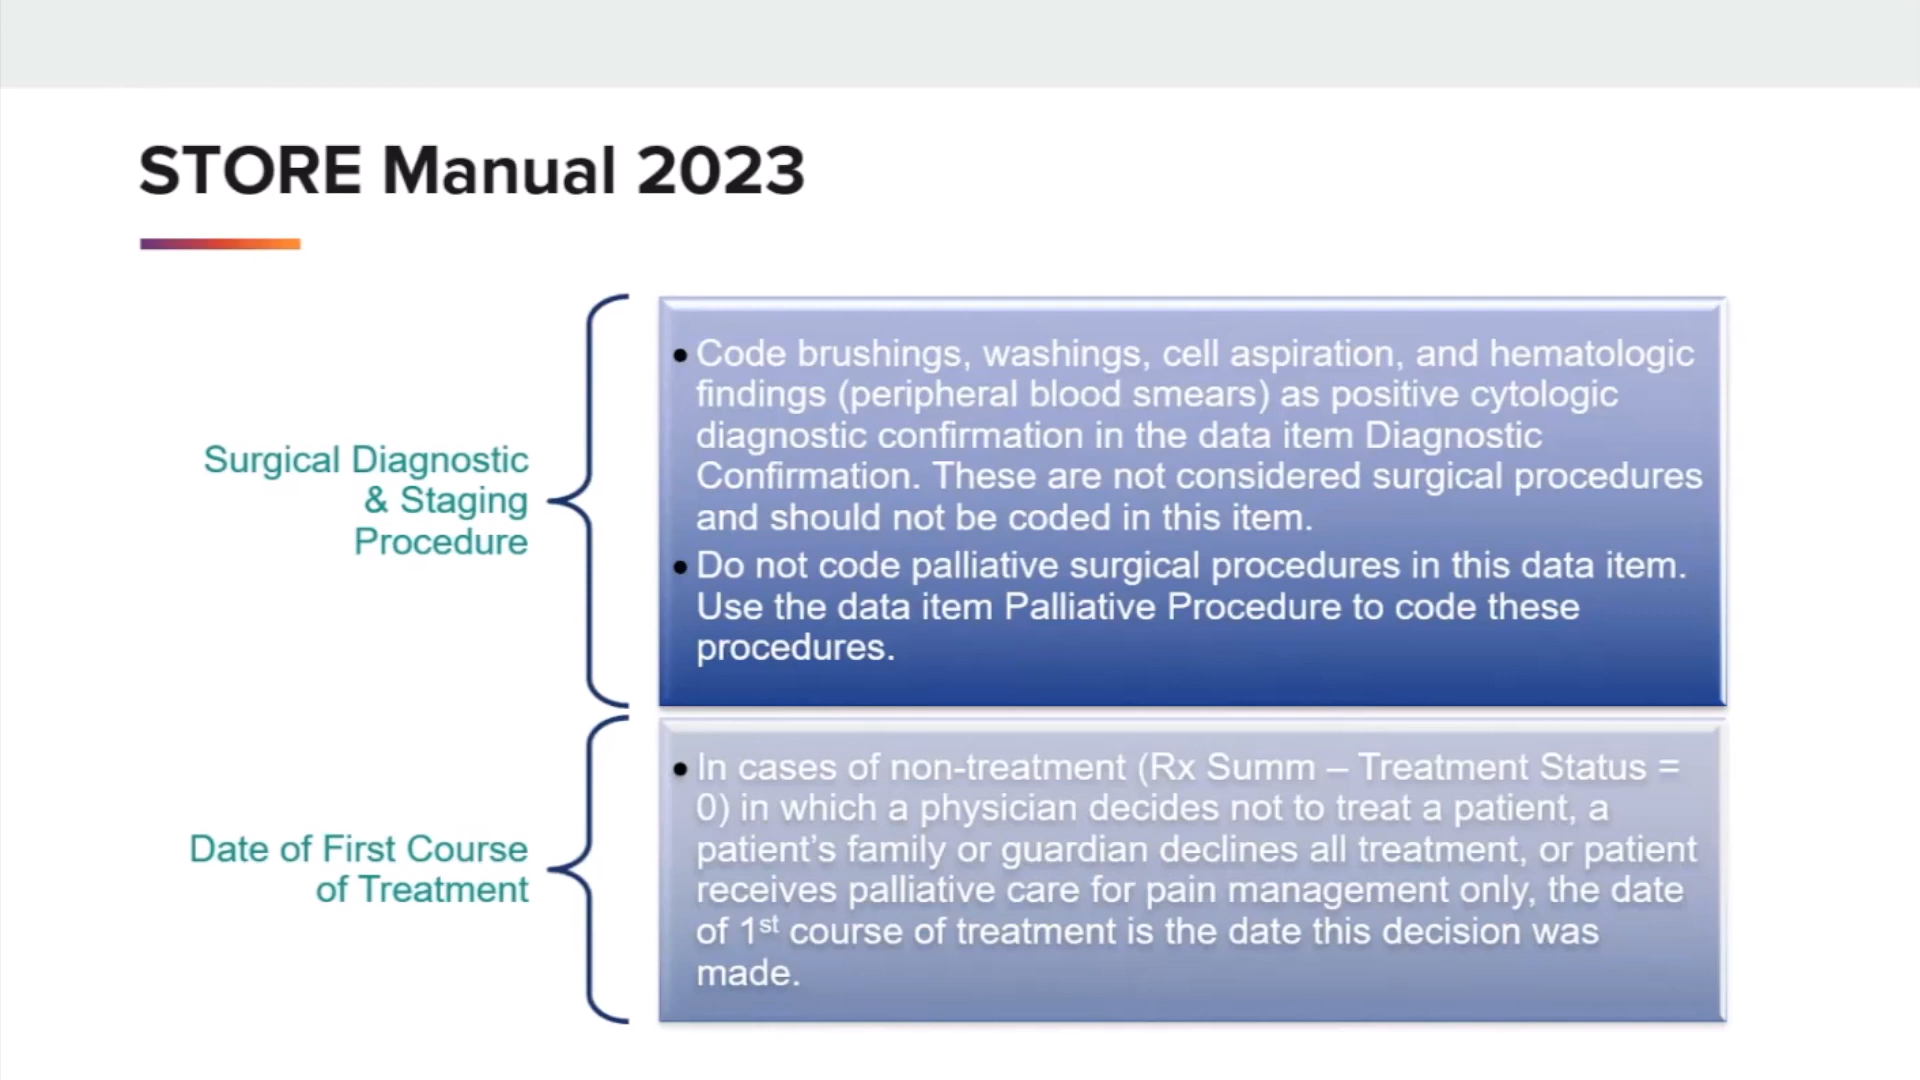 STORE Manual 2023
Surgical Diagnostic
& Staging
Procedure
• Code brushings, washings, cell aspiration, and hematologic
findings (peripheral blood smears) as positive cytologic
diagnostic confirmation in the data item Diagnostic
Confirmation. These are not considered surgical procedures
and should not be coded in this item.
• Do not code palliative surgical procedures in this data item.
Use the data item Palliative Procedure to code these
procedures.
Date of First Course
of Treatment
• In cases of non-treatment (Rx Summ – Treatment Status =
0) in which a physician decides not to treat a patient, a
patient’s family or guardian declines all treatment, or patient
receives palliative care for pain management only, the date
of 1st course of treatment is the date this decision was
made.